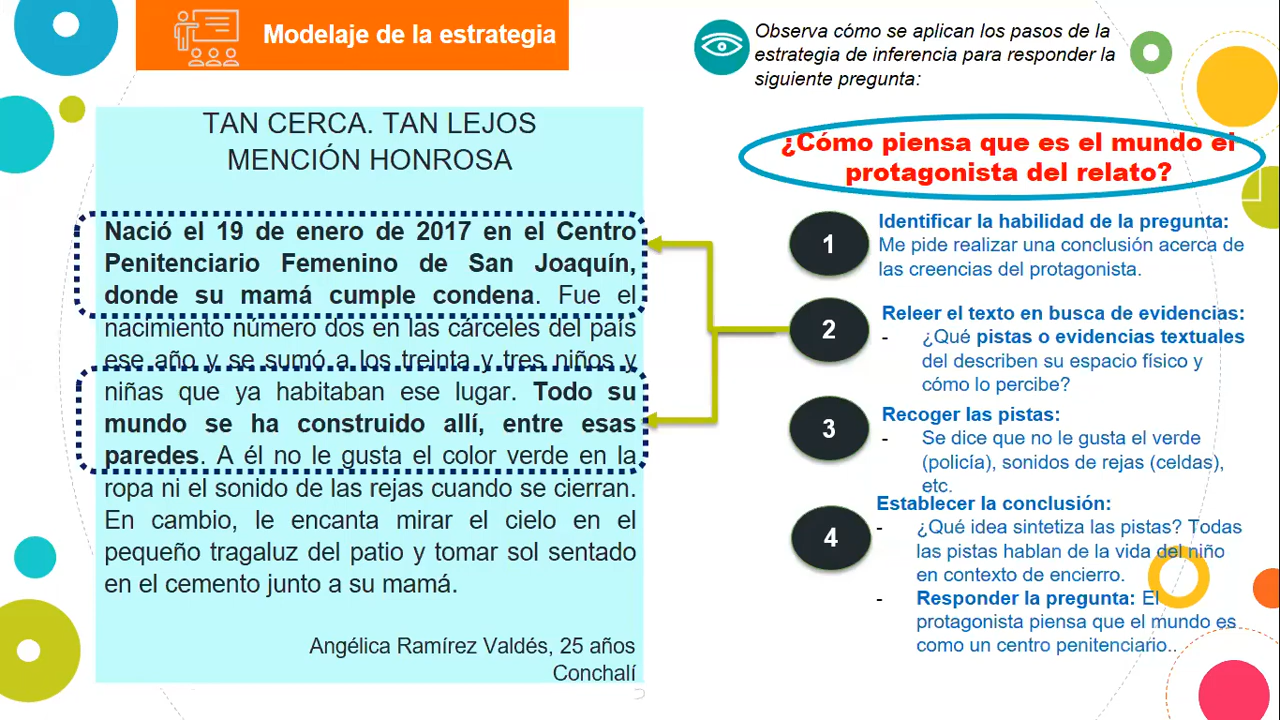 Modelaje de la estrategia
Observa cómo se aplican los pasos de la
estrategia de inferencia para responder la
siguiente pregunta:
TAN CERCA. TAN LEJOS
MENCIÓN HONROSA
Nació el 19 de enero de 2017 en el Centro
Penitenciario Femenino de San Joaquín,
donde su mamá cumple condena. Fue el
nacimiento número dos en las cárceles del país
ese año y se sumó a los treinta y tres niños y
niñas que ya habitaban ese lugar. Todo su
mundo se ha construido allí, entre esas
paredes. A él no le gusta el color verde en la
ropa ni el sonido de las rejas cuando se cierran.
En cambio, le encanta mirar el cielo en el
pequeño tragaluz del patio y tomar sol sentado
en el cemento junto a su mamá.
Angélica Ramírez Valdés, 25 años
Conchalí
¿Cómo piensa que es el mundo el
protagonista del relato?
1
Identificar la habilidad de la pregunta:
Me pide realizar una conclusión acerca de
las creencias del protagonista.
2
Releer el texto en busca de evidencias:
- ¿Qué pistas o evidencias textuales
del describen su espacio físico y
cómo lo percibe?
3
Recoger las pistas:
- Se dice que no le gusta el verde
(policía), sonidos de rejas (celdas),
etc.
4
Establecer la conclusión:
- ¿Qué idea sintetiza las pistas? Todas
las pistas hablan de la vida del niño
en contexto de encierro.
- Responder la pregunta: El
protagonista piensa que el mundo es
como un centro penitenciario..